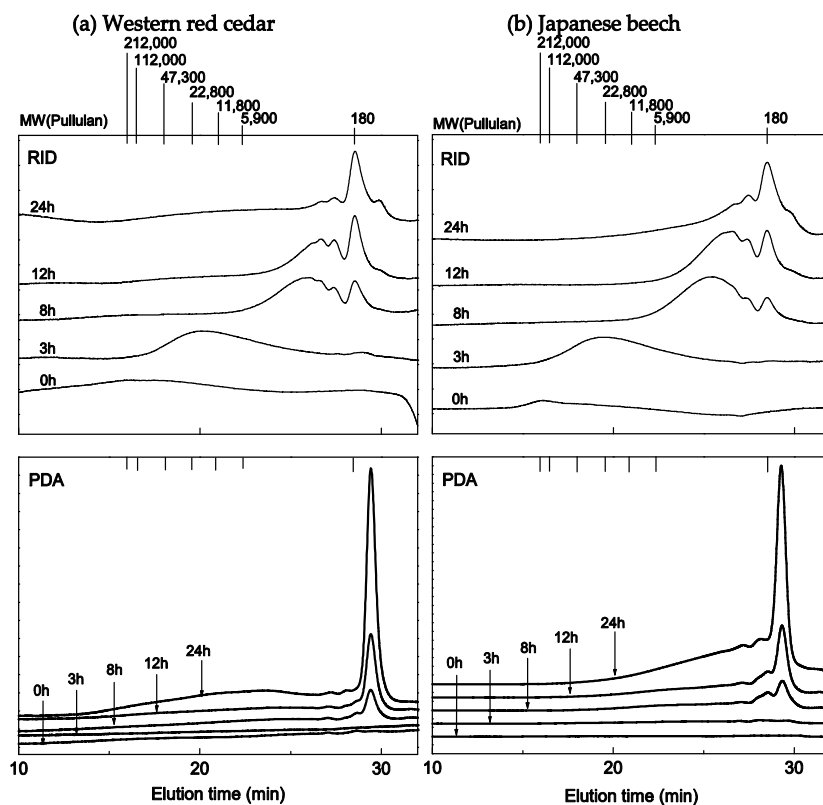 (a) Western red cedar
212,000
112,000
47,300
22,800
11,800
5,900
180
MW(Pullulan)
RID
24h
12h
8h
3h
0h
PDA
0h
3h
8h
12h
24h
10
20
30
Elution time (min)
(b) Japanese beech
212,000
112,000
47,300
22,800
11,800
5,900
180
MW(Pullulan)
RID
24h
12h
8h
3h
0h
PDA
0h
3h
8h
12h
24h
10
20
30
Elution time (min)